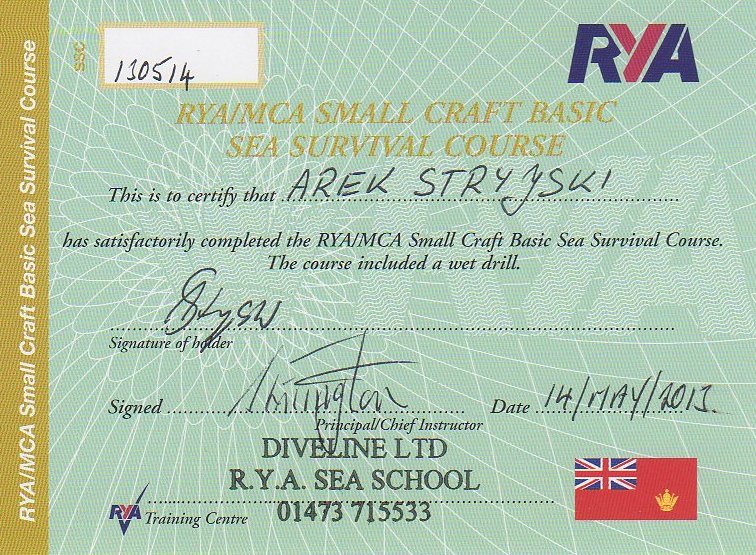 SSC
130514
RYA
RYA/MCA SMALL CRAFT BASIC
SEA SURVIVAL COURSE
This is to certify that AREK STRYJSKI
has satisfactorily completed the RYA/MCA Small Craft Basic Sea Survival Course.
The course included a wet drill.
Signature of holder
Signed
Date 14/MAY/2013.
Principal/Chief Instructor
DIVELINE LTD
R.Y.A. SEA SCHOOL
RYA Training Centre 01473 715533
RYA/MCA Small Craft Basic Sea Survival Course